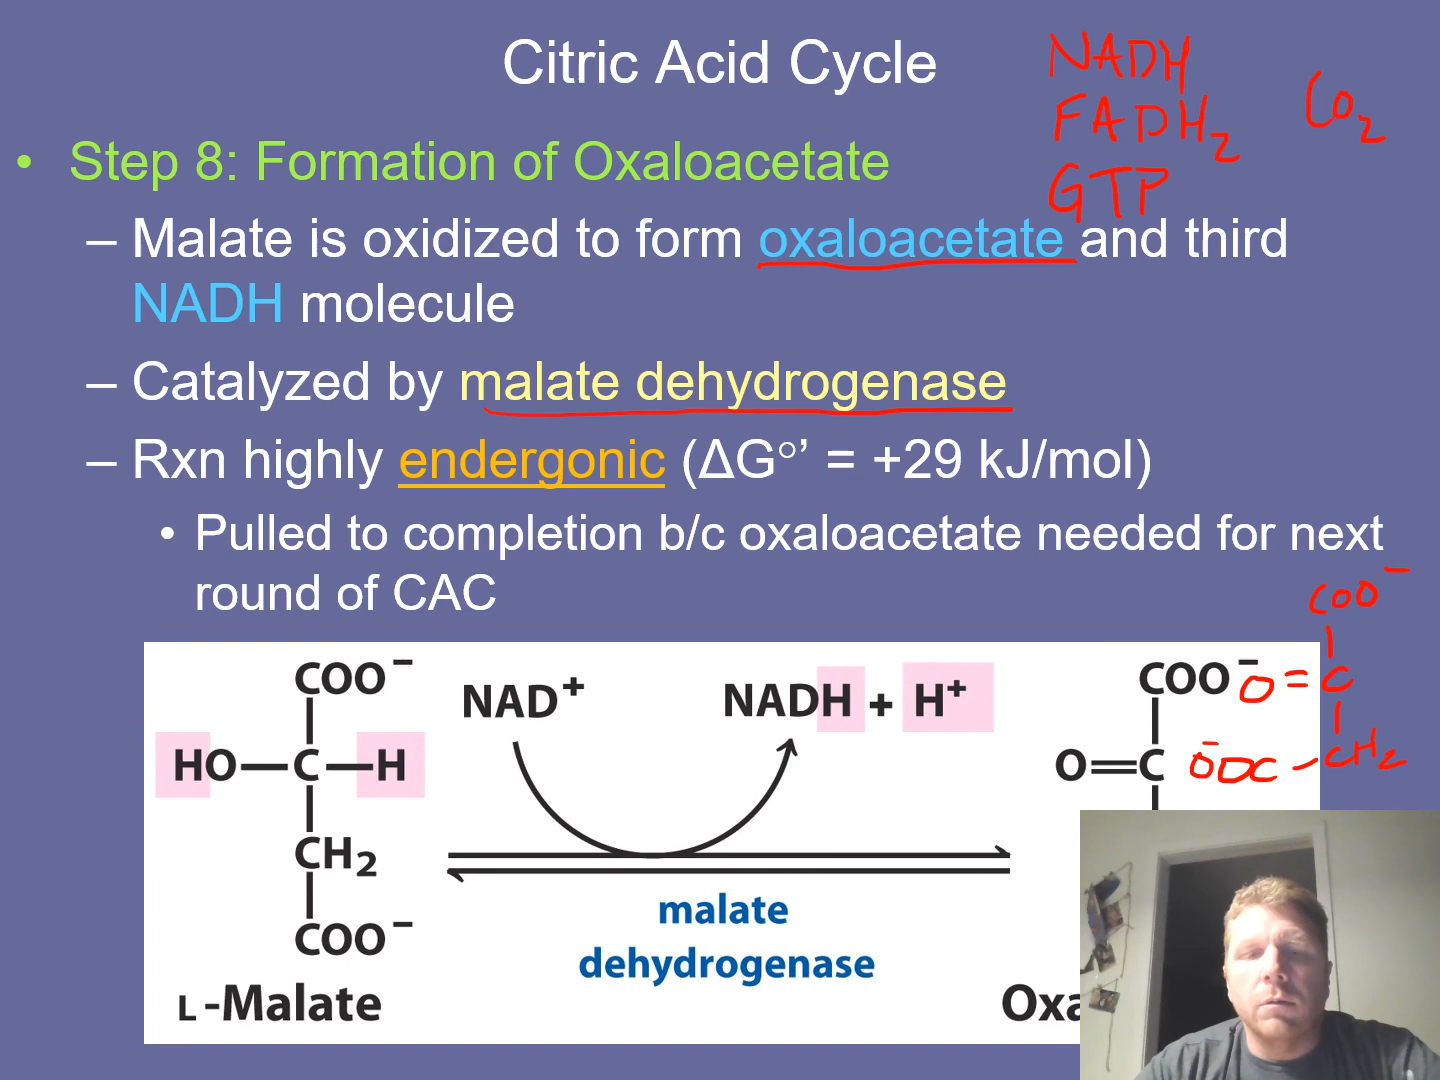 Citric Acid Cycle
NADH
FADH2
GTP
CO2
• Step 8: Formation of Oxaloacetate
– Malate is oxidized to form oxaloacetate and third
NADH molecule
– Catalyzed by malate dehydrogenase
– Rxn highly endergonic (ΔG°’ = +29 kJ/mol)
• Pulled to completion b/c oxaloacetate needed for next
round of CAC
COO⁻
O=C
⁻OOC–CH2
COO⁻
HO–C–H
CH2
COO⁻
L-Malate
NAD⁺
NADH + H⁺
malate
dehydrogenase
COO⁻
O=C
Oxa